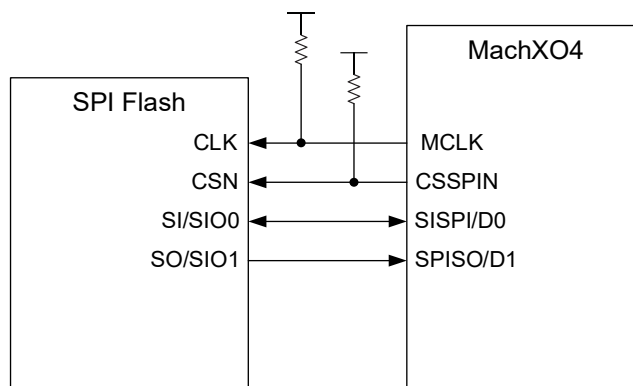 MachXO4
SPI Flash
CLK MCLK
CSN CSSPIN
SI/SIO0 SISPI/D0
SO/SIO1 SPISO/D1